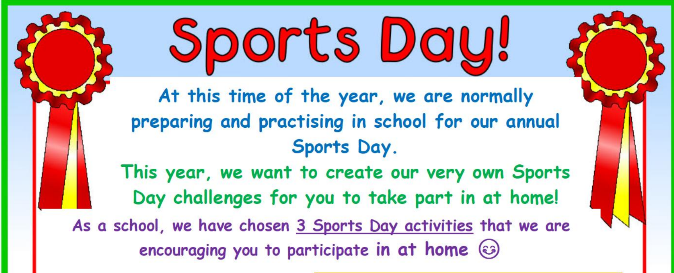 Sports Day!
At this time of the year, we are normally
preparing and practising in school for our annual
Sports Day.
This year, we want to create our very own Sports
Day challenges for you to take part in at home!
As a school, we have chosen 3 Sports Day activities that we are
encouraging you to participate in at home 😊